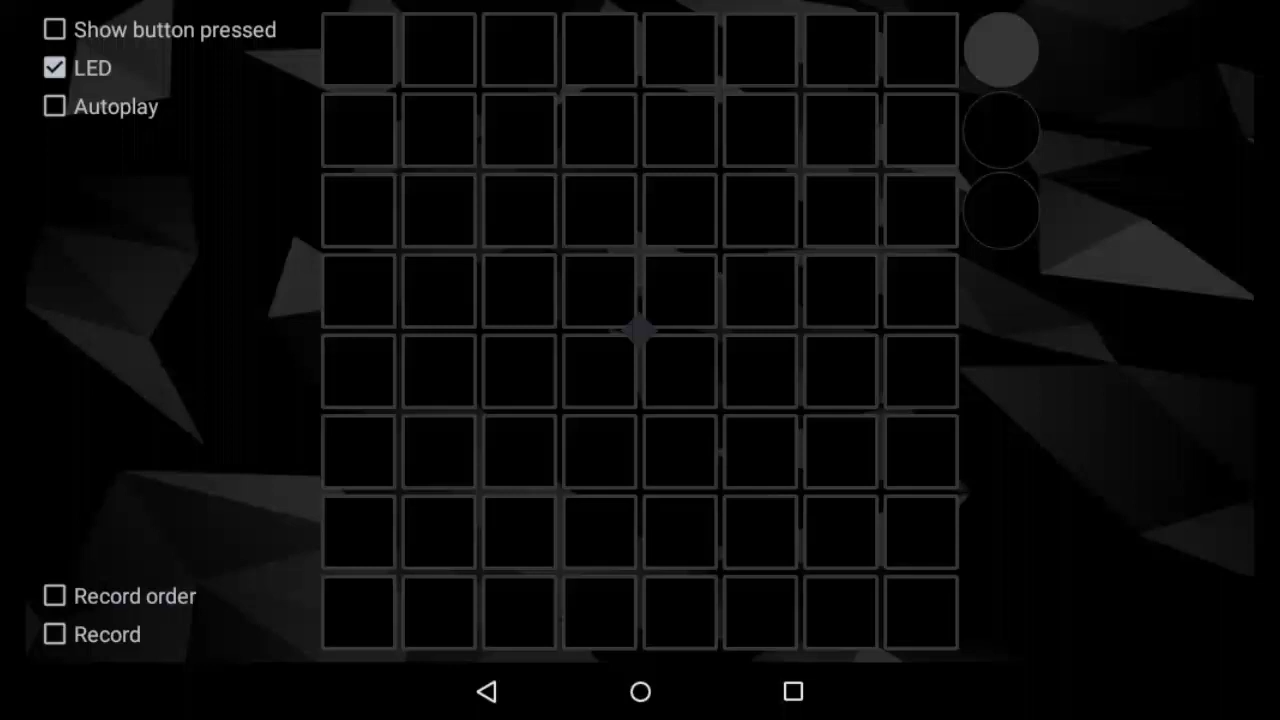 Show button pressed
LED
Autoplay
Record order
Record